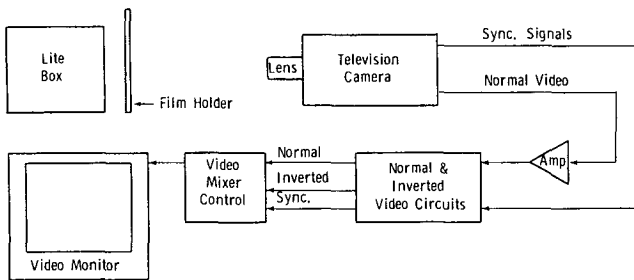 Lite
Box
Film Holder
Lens
Television
Camera
Sync. Signals
Normal Video
Amp
Normal &
Inverted
Video Circuits
Normal
Inverted
Sync.
Video
Mixer
Control
Video Monitor